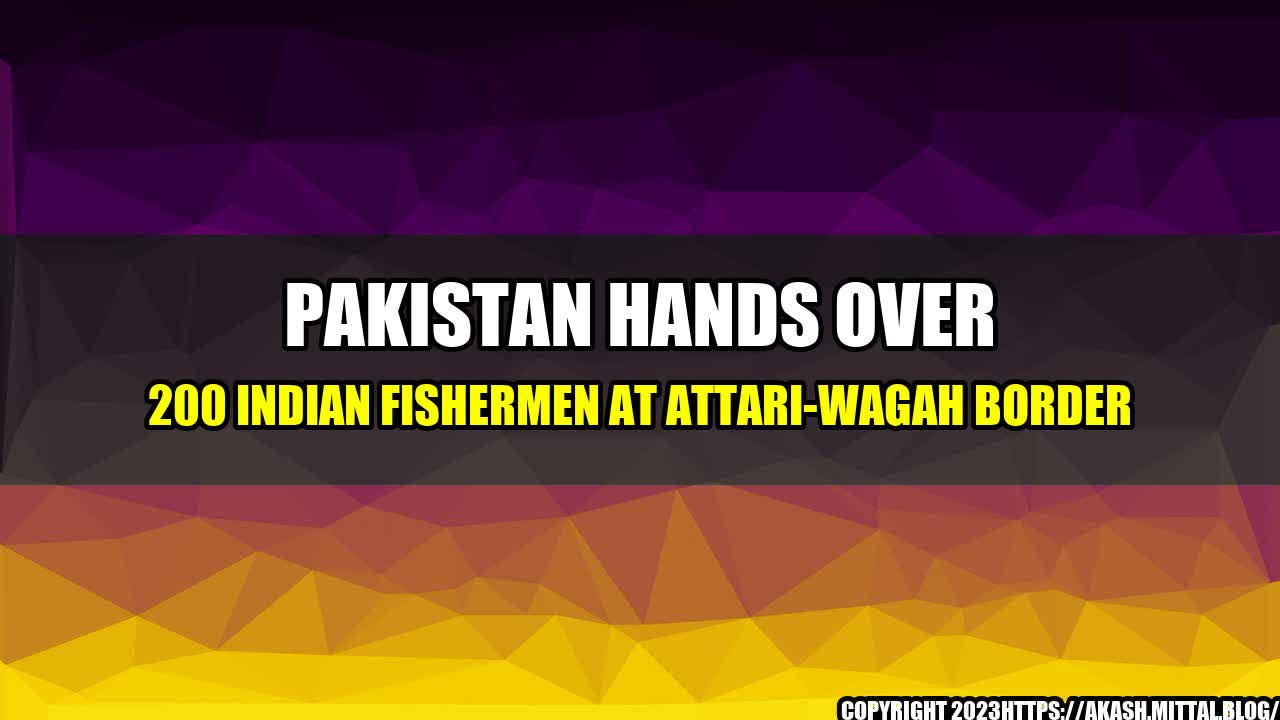 PAKISTAN HANDS OVER
200 INDIAN FISHERMEN AT ATTARI-WAGAH BORDER
COPYRIGHT 2023HTTPS://AKASH.MITTAL.BLOG/